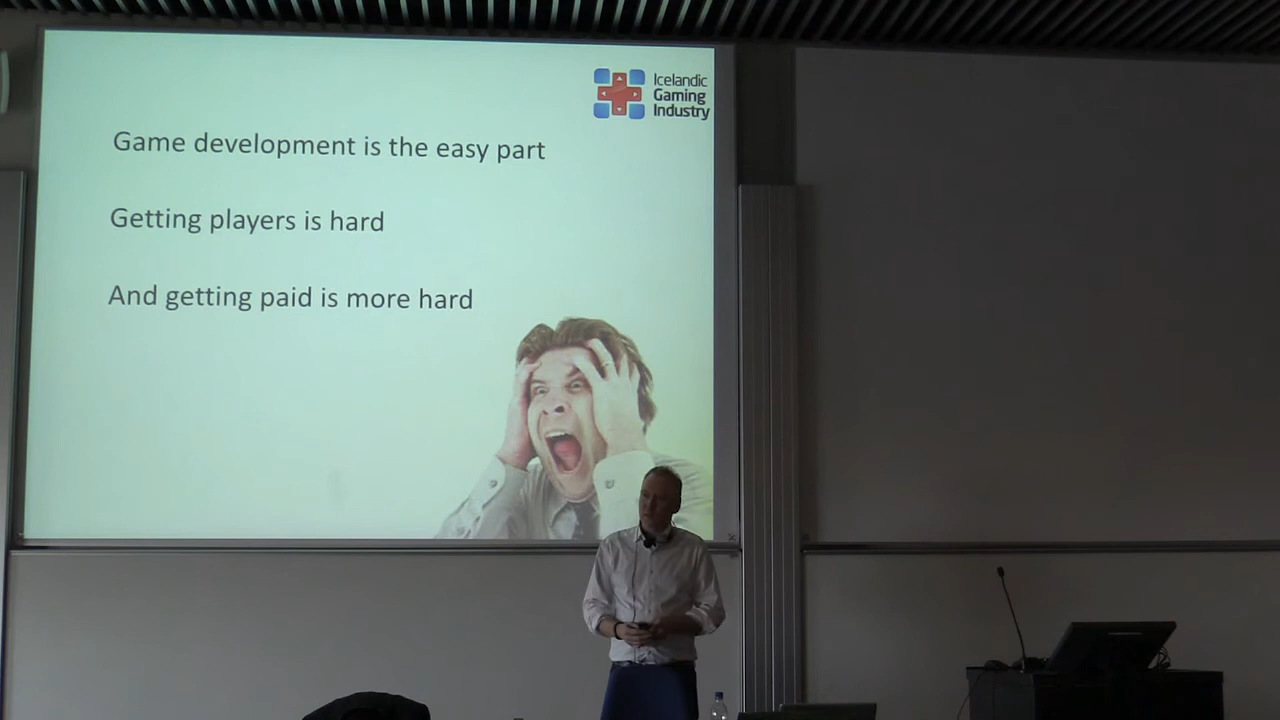 Icelandic
Gaming
Industry
Game development is the easy part
Getting players is hard
And getting paid is more hard